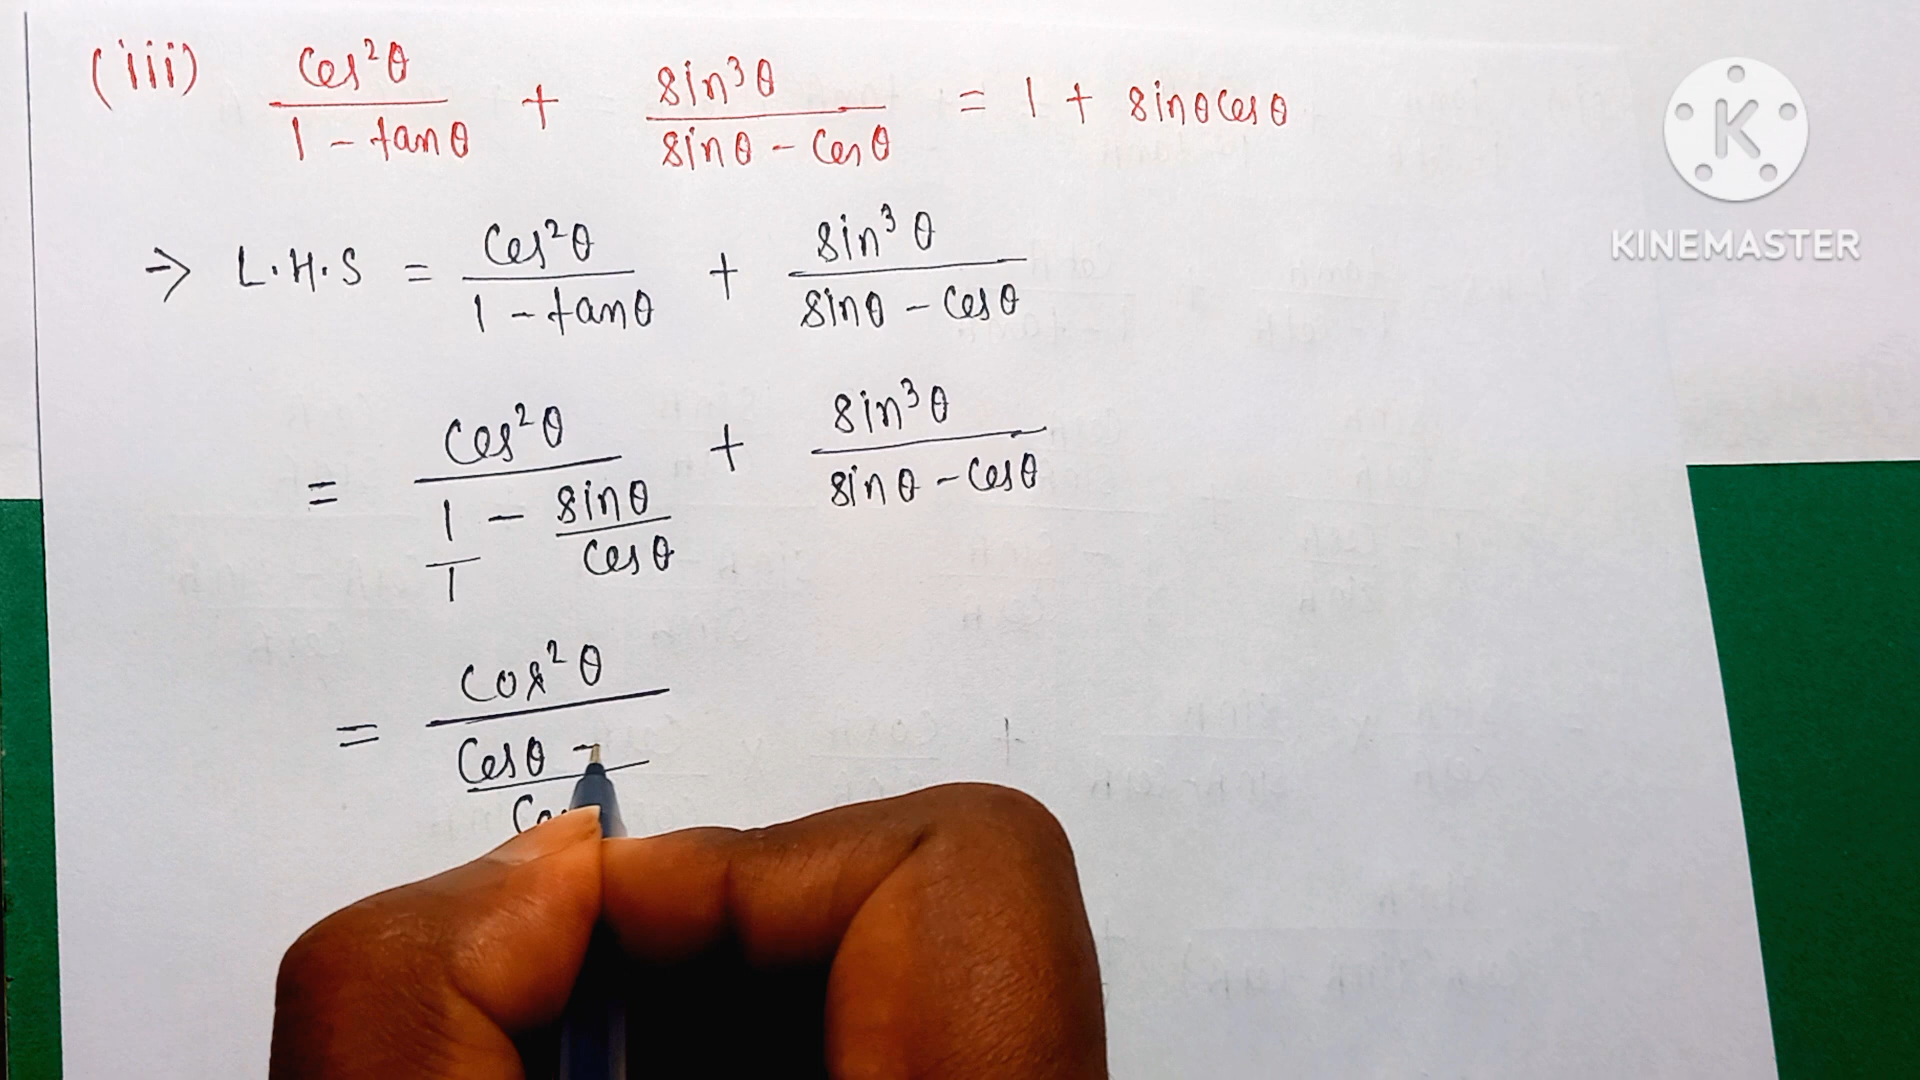 (iii) cos²θ / 1 - tanθ + sin³θ / sinθ - cosθ = 1 + sinθcosθ
→ L.H.S = cos²θ / 1 - tanθ + sin³θ / sinθ - cosθ
= cos²θ / 1/1 - sinθ/cosθ + sin³θ / sinθ - cosθ
= cos²θ / cosθ - / co
K
KINEMASTER